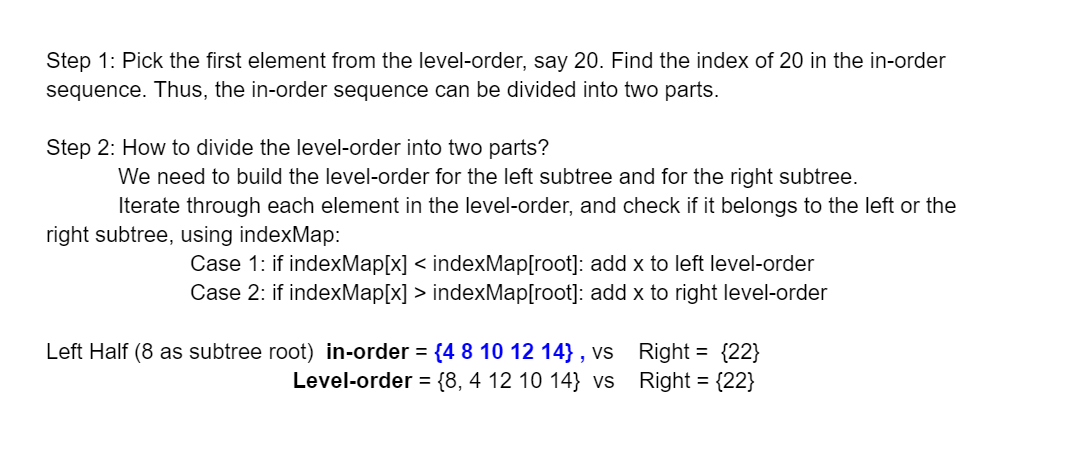 Step 1: Pick the first element from the level-order, say 20. Find the index of 20 in the in-order
sequence. Thus, the in-order sequence can be divided into two parts.
Step 2: How to divide the level-order into two parts?
We need to build the level-order for the left subtree and for the right subtree.
Iterate through each element in the level-order, and check if it belongs to the left or the
right subtree, using indexMap:
Case 1: if indexMap[x] < indexMap[root]: add x to left level-order
Case 2: if indexMap[x] > indexMap[root]: add x to right level-order
Left Half (8 as subtree root) in-order = {4 8 10 12 14} , vs Right = {22}
Level-order = {8, 4 12 10 14} vs Right = {22}